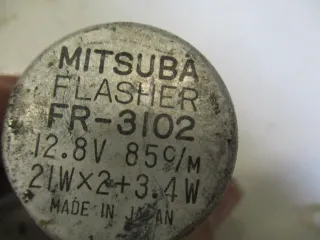 MITSUBA
FLASHER
FR-3102
12.8V 85c/M
21W×2+3.4W
MADE IN JAPAN